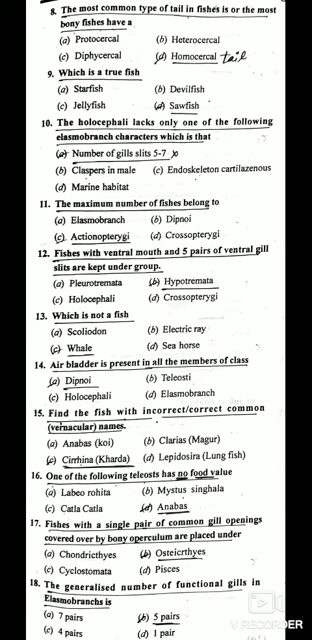 8. The most common type of tail in fishes is or the most
bony fishes have a
(a) Protocercal (b) Heterocercal
(c) Diphycercal (d) Homocercal tail
9. Which is a true fish
(a) Starfish (b) Devilfish
(c) Jellyfish (d) Sawfish
10. The holocephali lacks only one of the following
elasmobranch characters which is that
(a) Number of gills slits 5-7
(b) Claspers in male (c) Endoskeleton cartilazenous
(d) Marine habitat
11. The maximum number of fishes belong to
(a) Elasmobranch (b) Dipnoi
(c) Actionopterygi (d) Crossopterygi
12. Fishes with ventral mouth and 5 pairs of ventral gill
slits are kept under group.
(a) Pleurotremata (b) Hypotremata
(c) Holocephali (d) Crossopterygi
13. Which is not a fish
(a) Scoliodon (b) Electric ray
(c) Whale (d) Sea horse
14. Air bladder is present in all the members of class
(a) Dipnoi (b) Teleosti
(c) Holocephali (d) Elasmobranch
15. Find the fish with incorrect/correct common
(vernacular) names.
(a) Anabas (koi) (b) Clarias (Magur)
(c) Cirrhina (Kharda) (d) Lepidosira (Lung fish)
16. One of the following teleosts has no food value
(a) Labeo rohita (b) Mystus singhala
(c) Catla Catla (d) Anabas
17. Fishes with a single pair of common gill openings
covered over by bony operculum are placed under
(a) Chondricthyes (b) Osteicrthyes
(c) Cyclostomata (d) Pisces
18. The generalised number of functional gills in
Elasmobranchs is
(a) 7 pairs (b) 5 pairs
(c) 4 pairs (d) 1 pair
V RECORDER